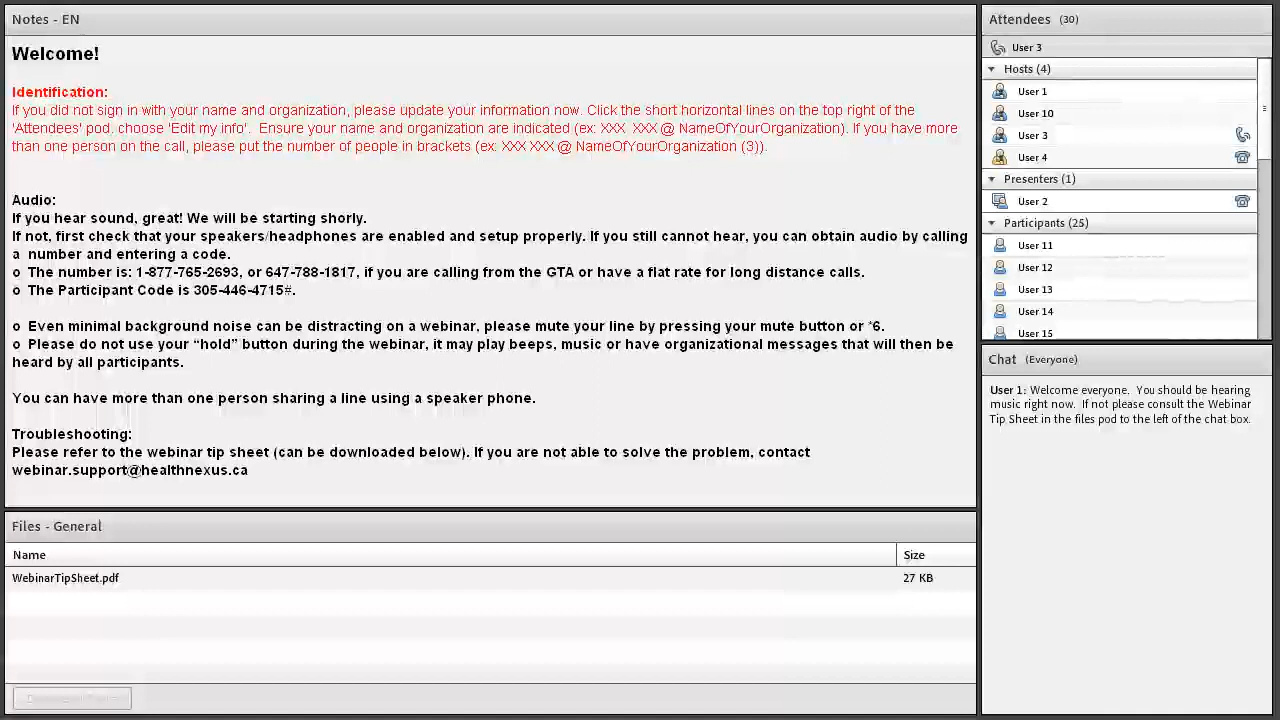 Notes - EN
Welcome!
Identification:
If you did not sign in with your name and organization, please update your information now. Click the short horizontal lines on the top right of the
'Attendees' pod. choose 'Edit my info'. Ensure your name and organization are indicated (ex: XXX XXX @ NameOfYourOrganization). If you have more
than one person on the call, please put the number of people in brackets (ex: XXX XXX @ NameOfYourOrganization (3)).
Audio:
If you hear sound, great! We will be starting shorly.
If not, first check that your speakers/headphones are enabled and setup properly. If you still cannot hear, you can obtain audio by calling
a number and entering a code.
o The number is: 1-877-765-2693, or 647-788-1817, if you are calling from the GTA or have a flat rate for long distance calls.
o The Participant Code is 305-446-4715#.
o Even minimal background noise can be distracting on a webinar, please mute your line by pressing your mute button or *6.
o Please do not use your “hold” button during the webinar, it may play beeps, music or have organizational messages that will then be
heard by all participants.
You can have more than one person sharing a line using a speaker phone.
Troubleshooting:
Please refer to the webinar tip sheet (can be downloaded below). If you are not able to solve the problem, contact
webinar.support@healthnexus.ca
Files - General
Name Size
WebinarTipSheet.pdf 27 KB
Attendees (30)
User 3
Hosts (4)
User 1
User 10
User 3
User 4
Presenters (1)
User 2
Participants (25)
User 11
User 12
User 13
User 14
User 15
Chat (Everyone)
User 1: Welcome everyone. You should be hearing
music right now. If not please consult the Webinar
Tip Sheet in the files pod to the left of the chat box.